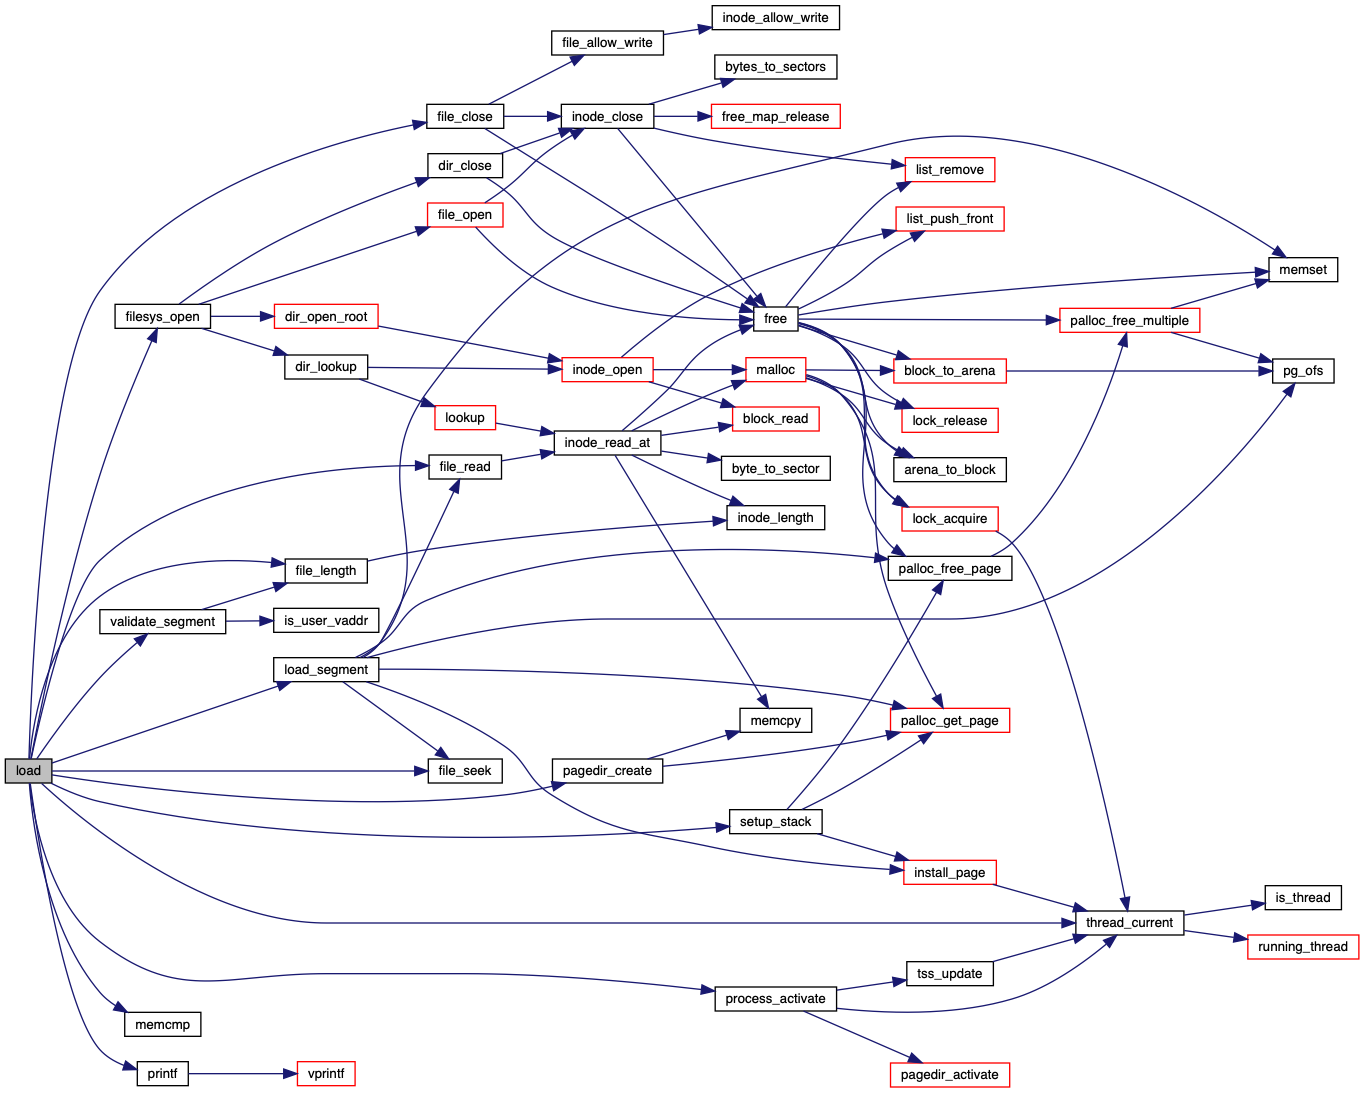 inode_allow_write
file_allow_write
bytes_to_sectors
file_close
inode_close
free_map_release
dir_close
list_remove
file_open
list_push_front
memset
filesys_open
dir_open_root
free
palloc_free_multiple
dir_lookup
inode_open
malloc
block_to_arena
pg_ofs
lookup
block_read
lock_release
inode_read_at
file_read
byte_to_sector
arena_to_block
inode_length
lock_acquire
file_length
palloc_free_page
validate_segment
is_user_vaddr
load_segment
memcpy
palloc_get_page
load
file_seek
pagedir_create
setup_stack
install_page
is_thread
thread_current
running_thread
tss_update
process_activate
memcmp
printf
vprintf
pagedir_activate